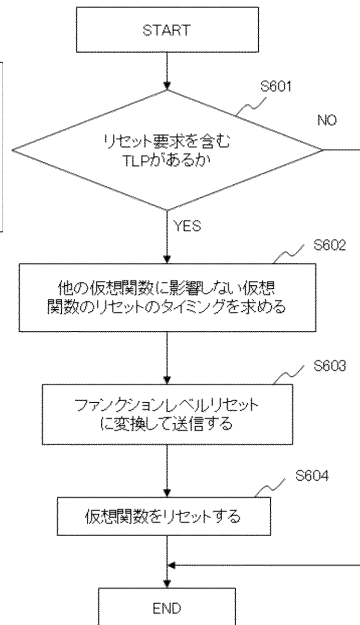 START
S601
リセット要求を含む
TLPがあるか
NO
YES
S602
他の仮想関数に影響しない仮想
関数のリセットのタイミングを求める
S603
ファンクションレベルリセット
に変換して送信する
S604
仮想関数をリセットする
END